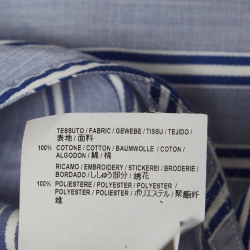 TESSUTO / FABRIC / GEWEBE / TISSU / TEJIDO /
表地 / 面料
100% COTONE / COTTON / BAUMWOLLE / COTON /
ALGODON / 綿 / 棉
RICAMO / EMBROIDERY / STICKEREI / BRODERIE /
BORDADO / ししゅう部分 / 绣花
100% POLIESTERE / POLYESTER / POLYESTER /
POLYESTER / POLYESTER / ポリエステル / 聚酯纤
维